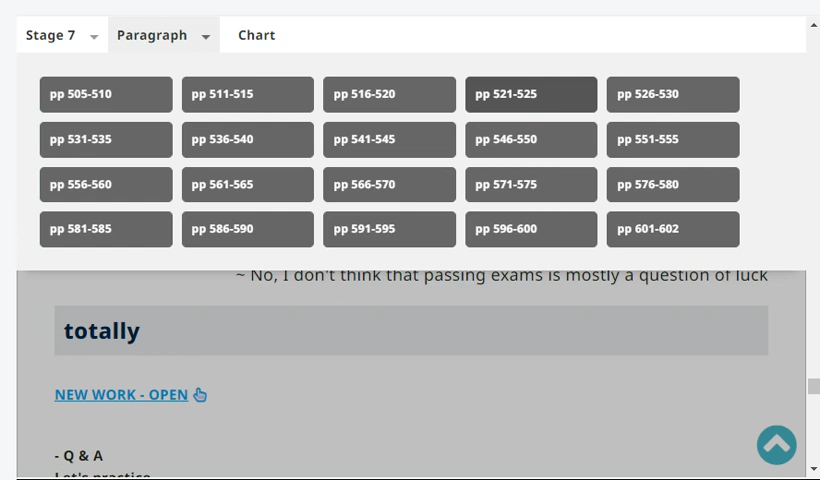 Stage 7 Paragraph Chart
pp 505-510 pp 511-515 pp 516-520 pp 521-525 pp 526-530
pp 531-535 pp 536-540 pp 541-545 pp 546-550 pp 551-555
pp 556-560 pp 561-565 pp 566-570 pp 571-575 pp 576-580
pp 581-585 pp 586-590 pp 591-595 pp 596-600 pp 601-602
~ No, I don't think that passing exams is mostly a question of luck
totally
NEW WORK - OPEN
- Q & A
Let's practice